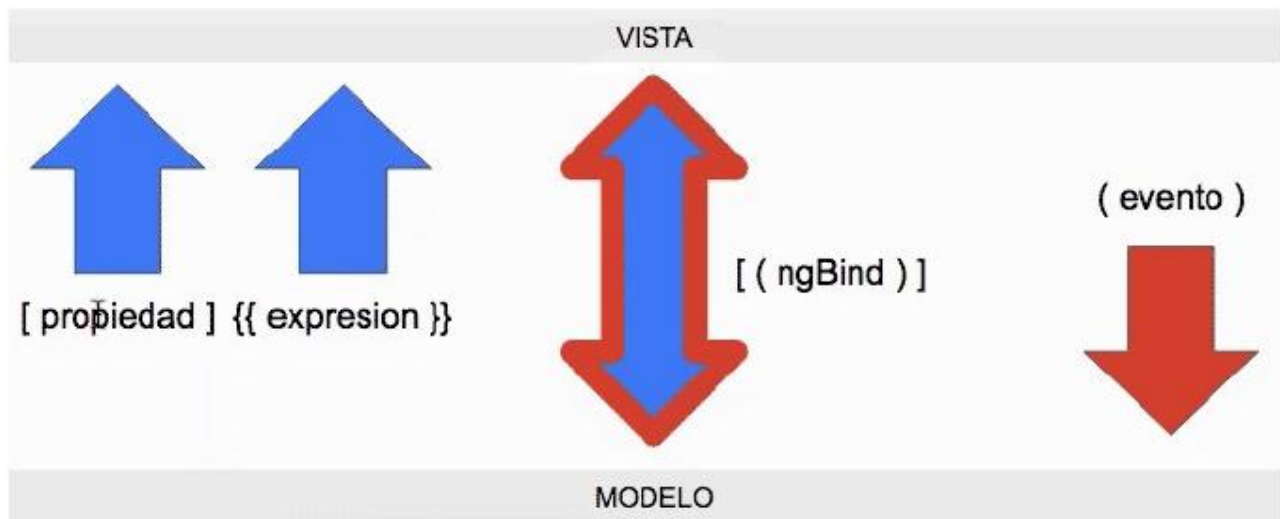 VISTA
( evento )
[ ( ngBind ) ]
[ propiedad ] {{ expresion }}
MODELO